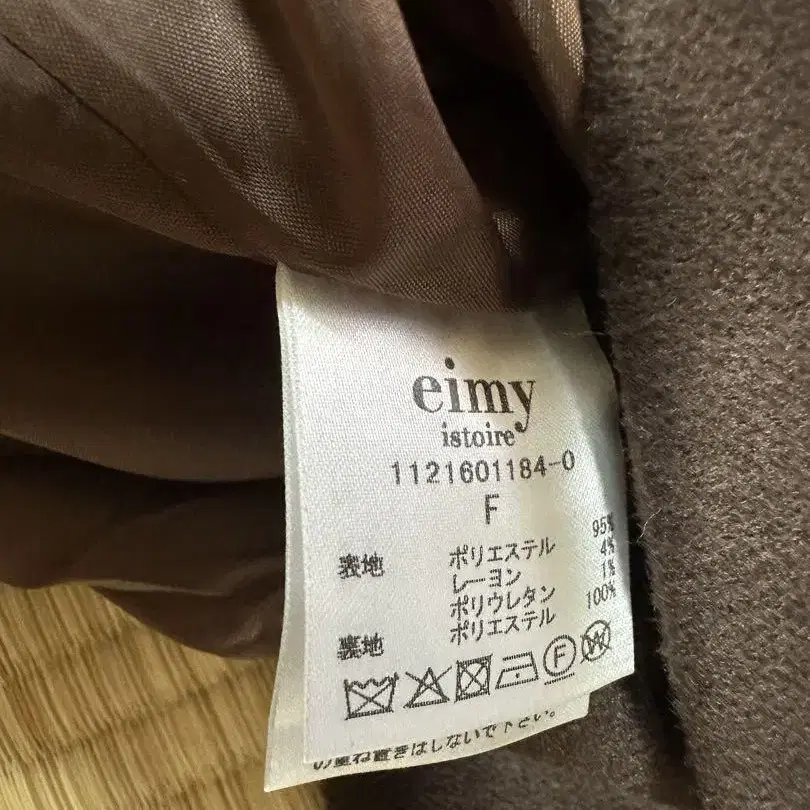 eimy
istoire
1121601184-0
F
表地 ポリエステル 95%
レーヨン 4%
ポリウレタン 1%
裏地 ポリエステル 100%
F W
の重ね置きはしないで下さい。